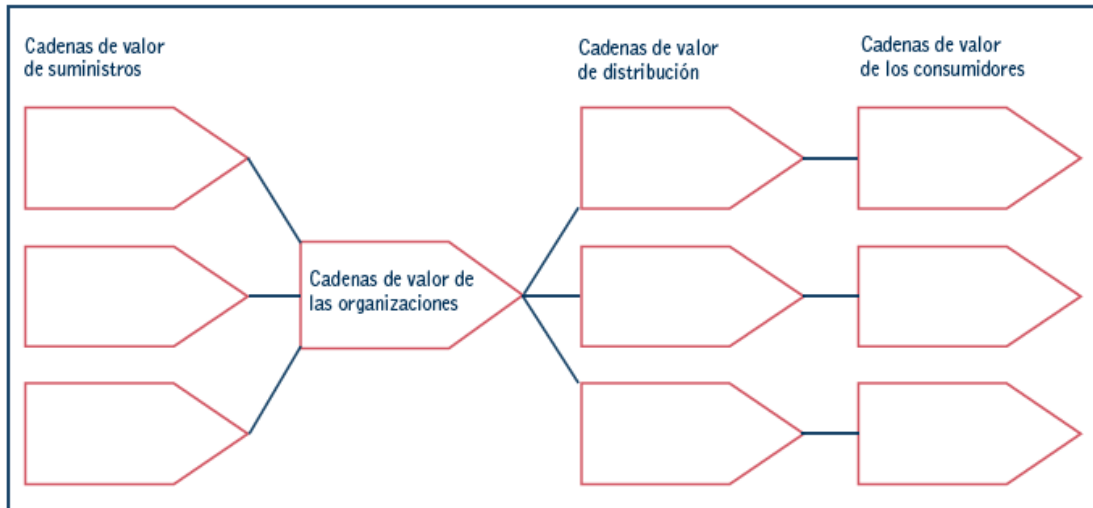 Cadenas de valor
de suministros
Cadenas de valor
de distribución
Cadenas de valor
de los consumidores
Cadenas de valor de
las organizaciones